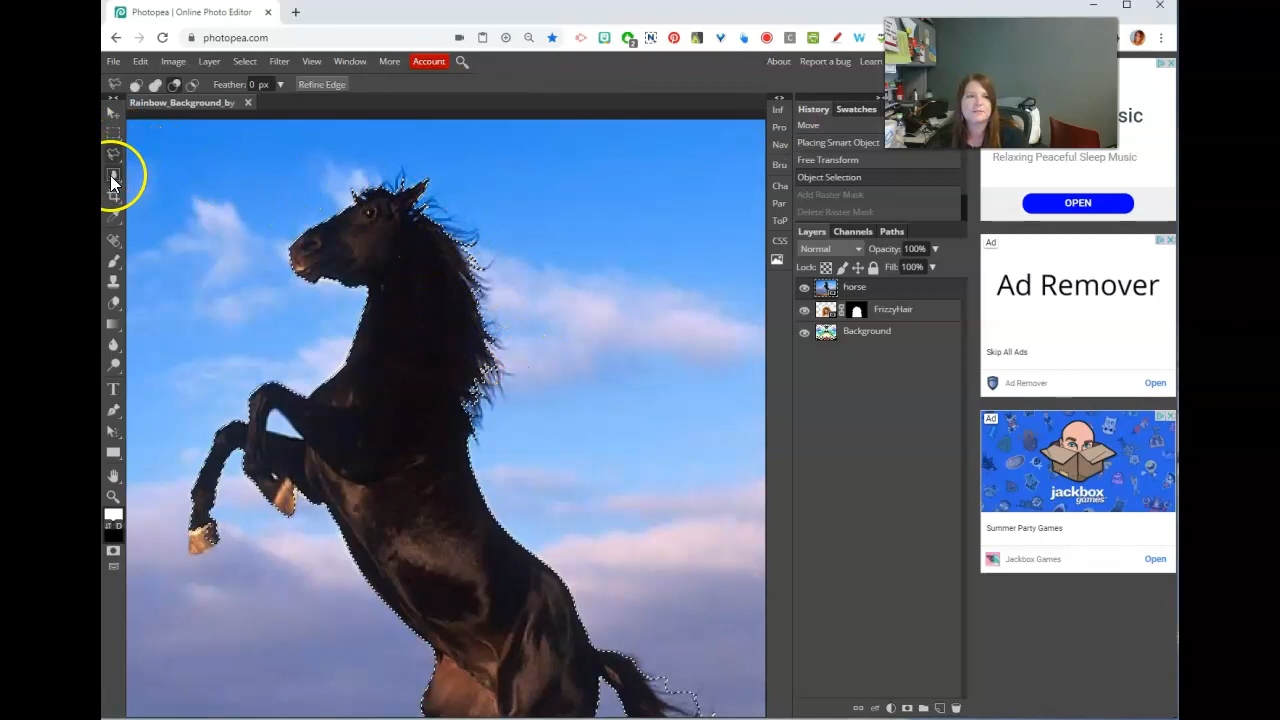 Photopea | Online Photo Editor
photopea.com
File Edit Image Layer Select Filter View Window More Account
About Report a bug Learn
Feather: 0 px Refine Edge
Rainbow_Background_by
Inf
Pro
Nav
Bru
Cha
Par
ToP
CSS
History Swatches
Move
Placing Smart Object
Free Transform
Object Selection
Add Raster Mask
Delete Raster Mask
Layers Channels Paths
Normal Opacity: 100%
Lock: Fill: 100%
horse
FrizzyHair
Background
T
D
sic
Relaxing Peaceful Sleep Music
OPEN
Ad
Ad Remover
Skip All Ads
Ad Remover Open
Ad
jackbox
games
Summer Party Games
Jackbox Games Open